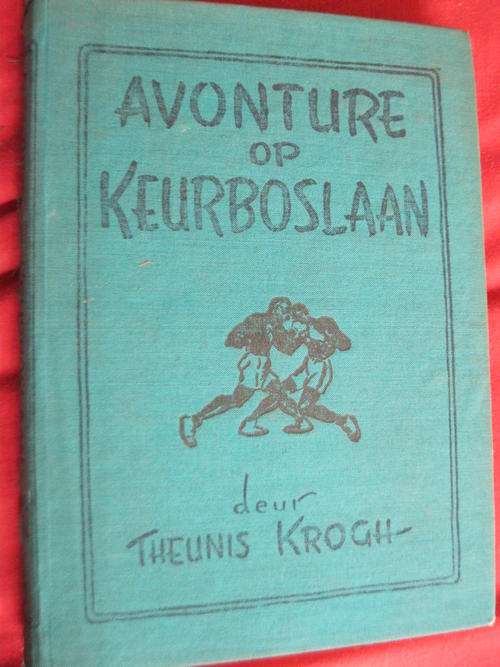 AVONTURE
OP
KEURBOSLAAN
deur
THEUNIS KROGH